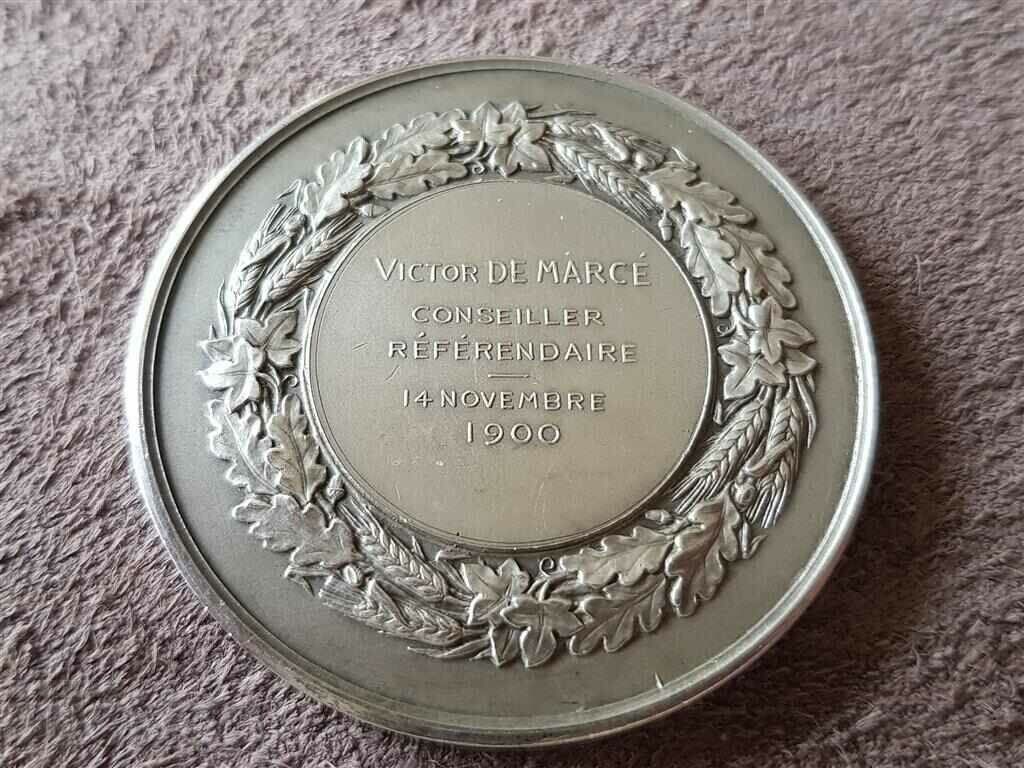 VICTOR DE MARCÉ
CONSEILLER
RÉFÉRENDAIRE
14 NOVEMBRE
1900